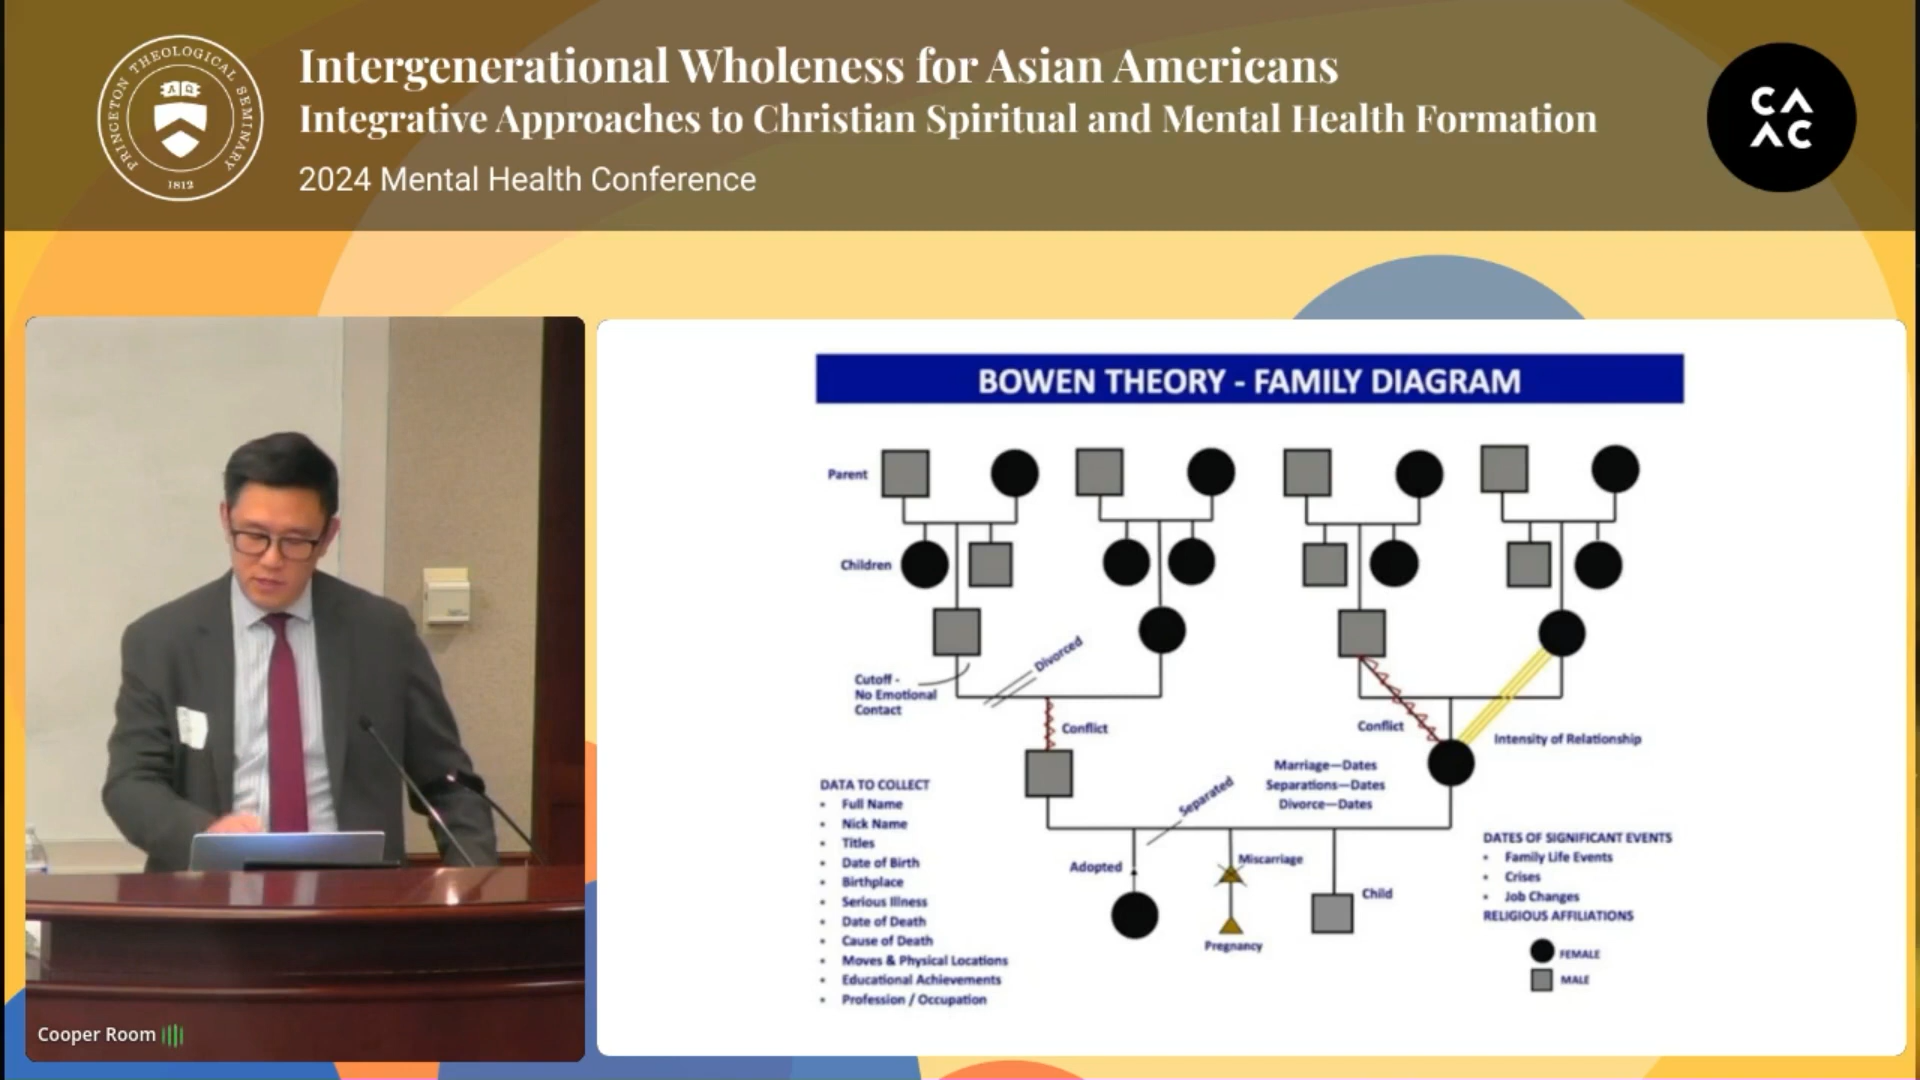 PRINCETON THEOLOGICAL SEMINARY
1812
Intergenerational Wholeness for Asian Americans
Integrative Approaches to Christian Spiritual and Mental Health Formation
2024 Mental Health Conference
CA
AC
BOWEN THEORY - FAMILY DIAGRAM
Parent
Children
Divorced
Cutoff -
No Emotional
Contact
Conflict
Conflict
Intensity of Relationship
Marriage—Dates
Separations—Dates
Divorce—Dates
Separated
DATA TO COLLECT
• Full Name
• Nick Name
• Titles
• Date of Birth
• Birthplace
• Serious Illness
• Date of Death
• Cause of Death
• Moves & Physical Locations
• Educational Achievements
• Profession / Occupation
Adopted
Miscarriage
Pregnancy
Child
DATES OF SIGNIFICANT EVENTS
• Family Life Events
• Crises
• Job Changes
RELIGIOUS AFFILIATIONS
FEMALE
MALE
Cooper Room